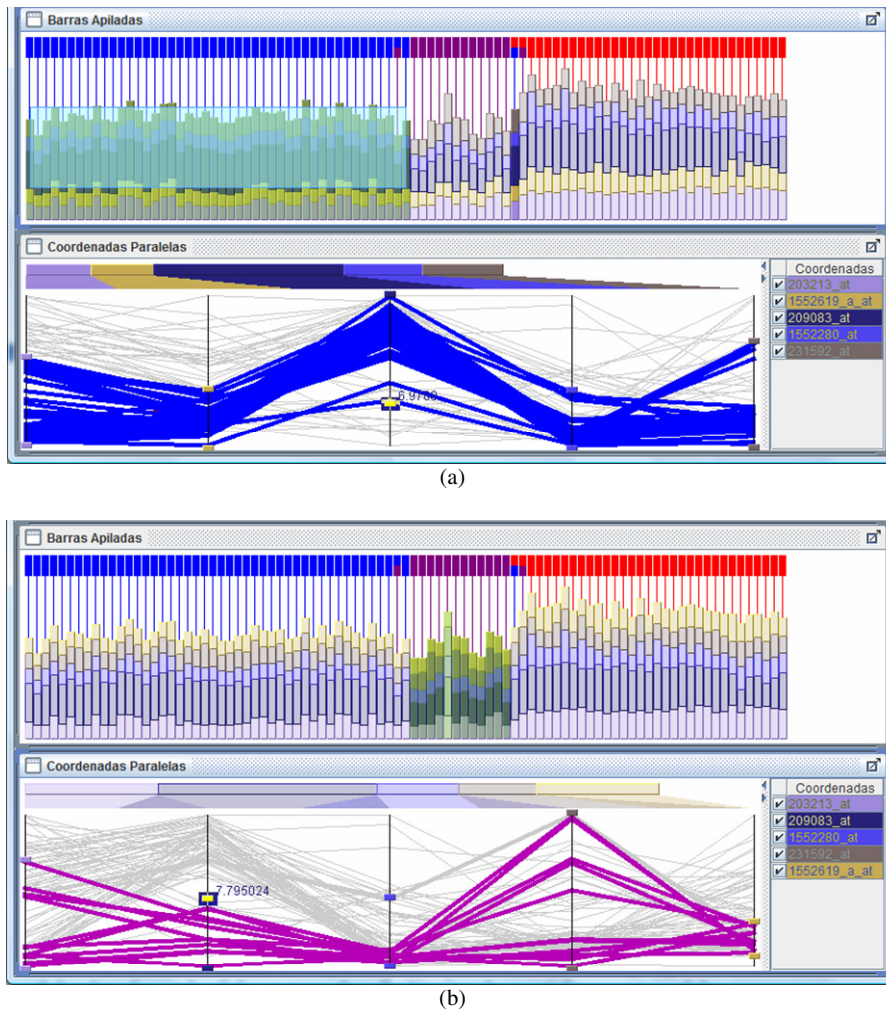 Barras Apiladas
Coordenadas Paralelas
Coordenadas
203213_at
1552619_a_at
209083_at
1552280_at
231592_at
6.9769
(a)
Barras Apiladas
Coordenadas Paralelas
Coordenadas
203213_at
209083_at
1552280_at
231592_at
1552619_a_at
7.795024
(b)